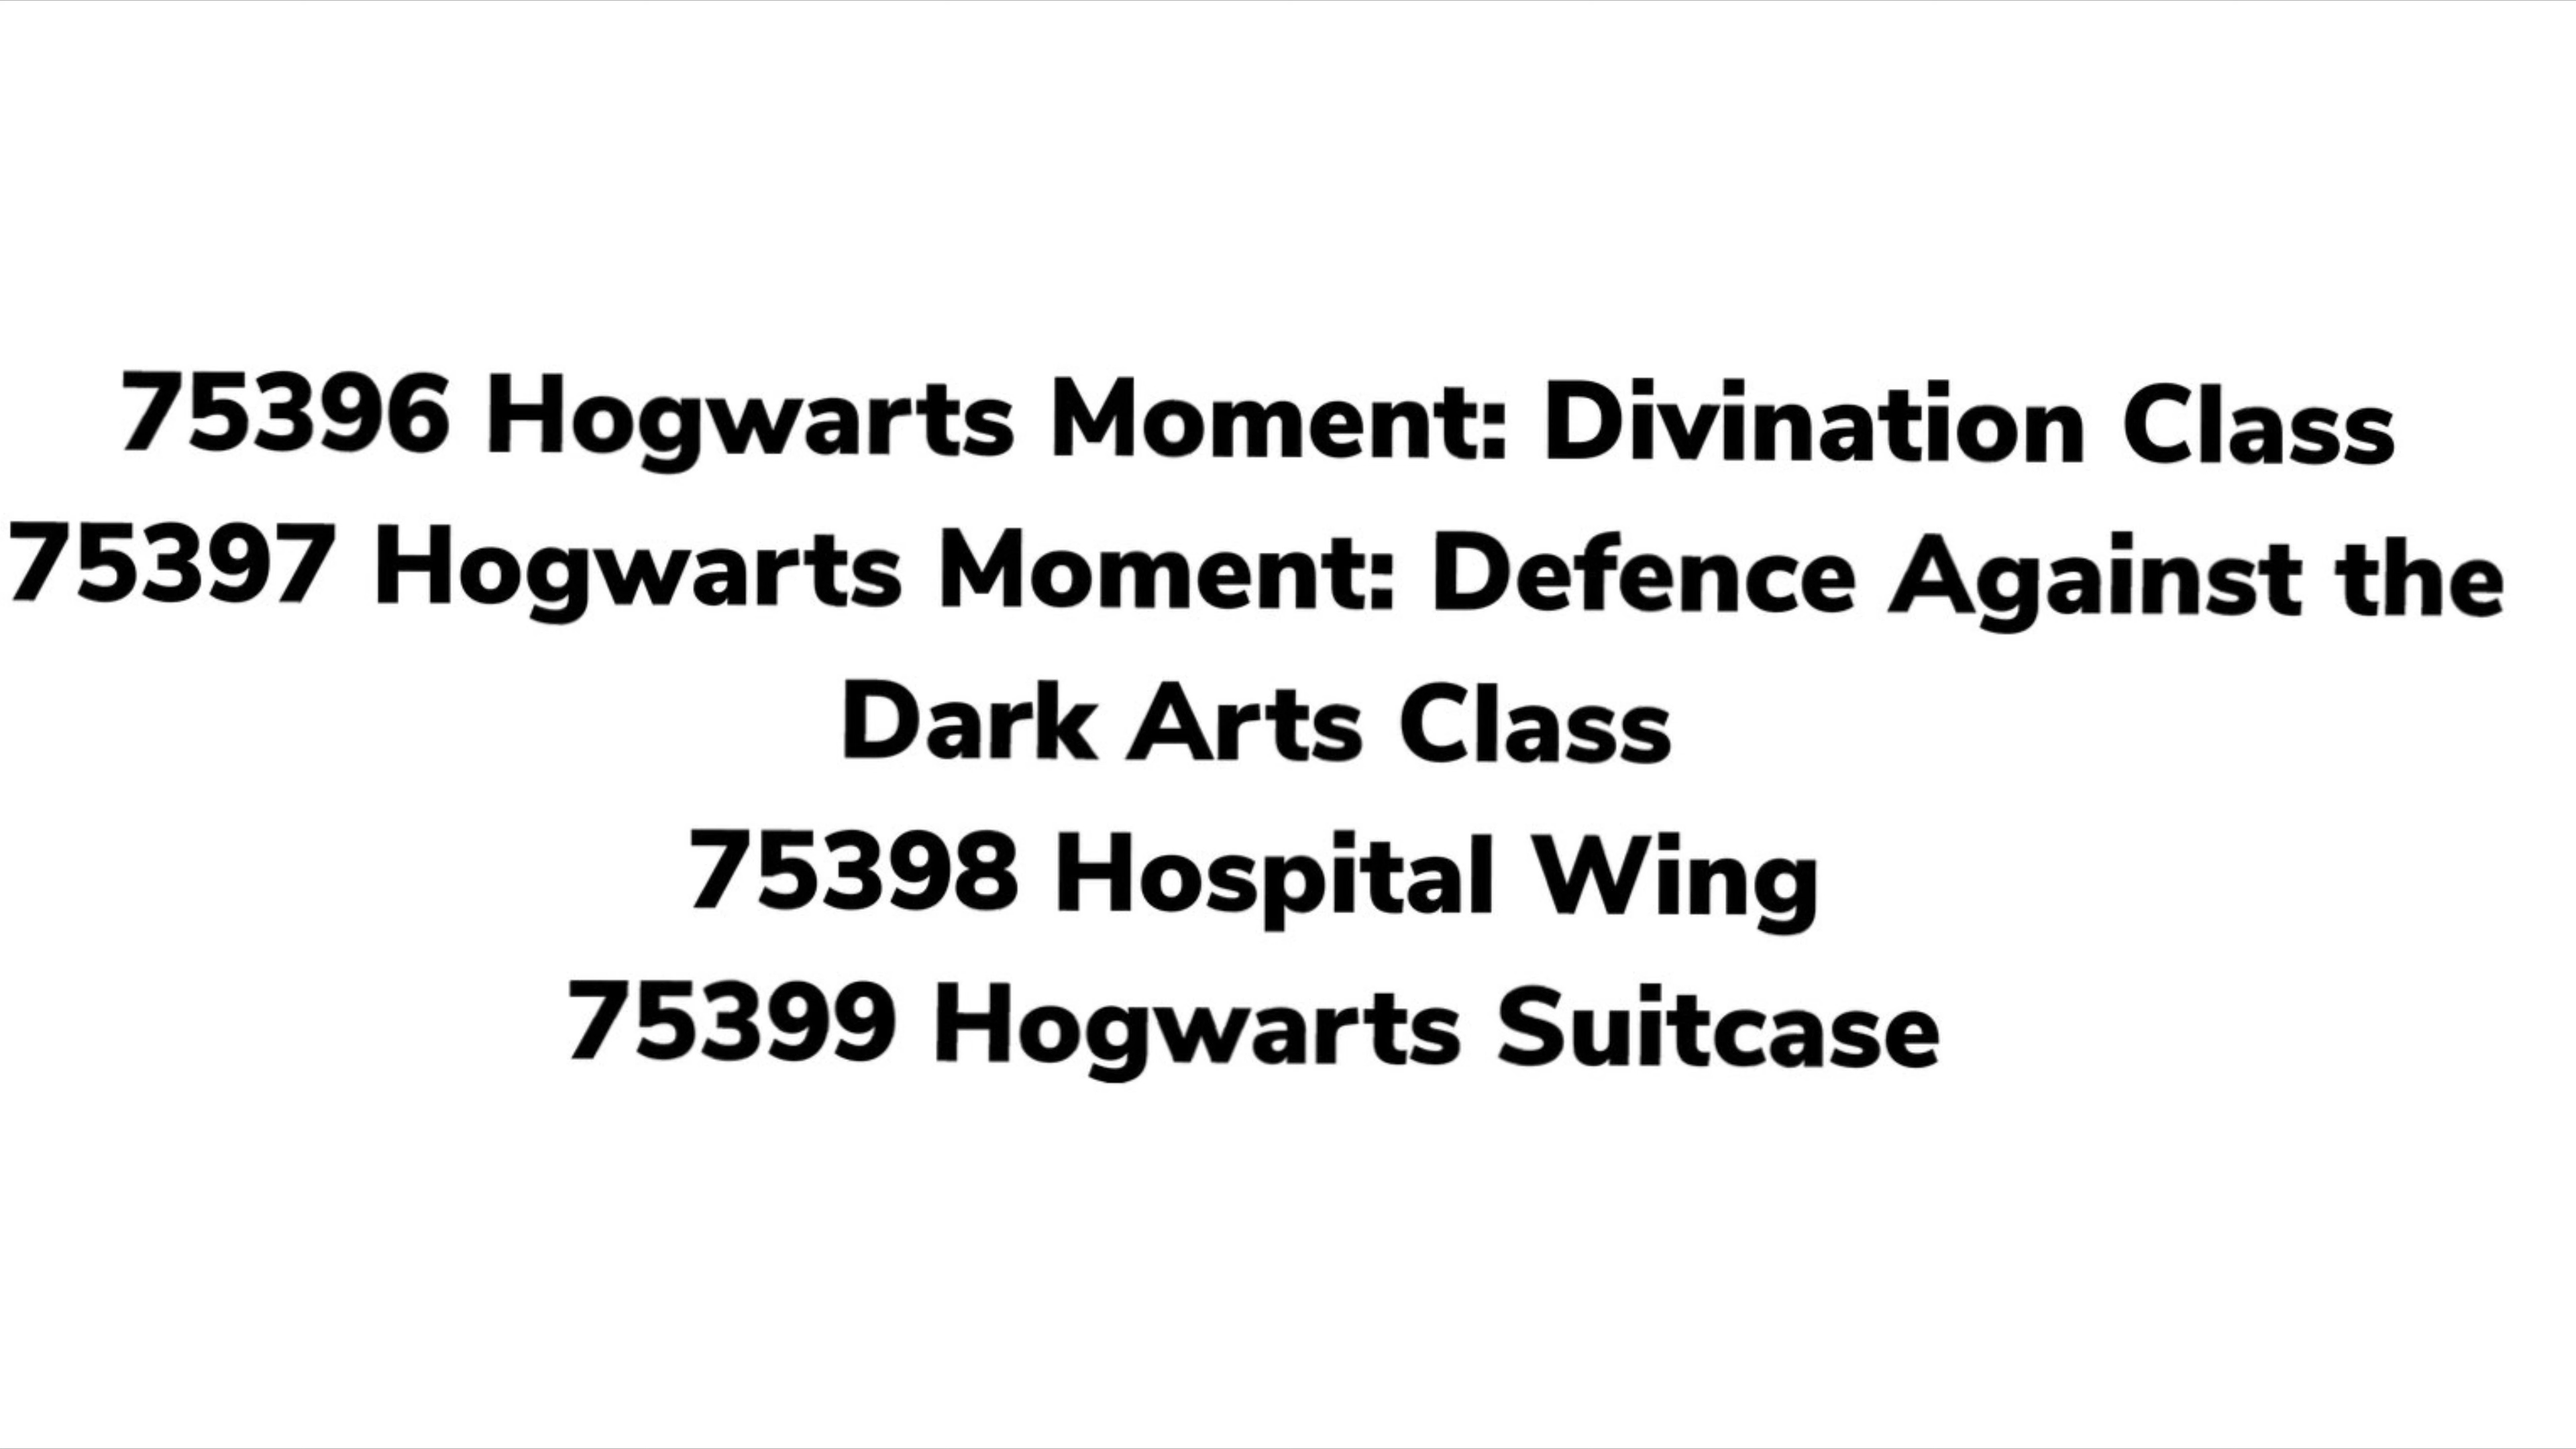 75396 Hogwarts Moment: Divination Class
75397 Hogwarts Moment: Defence Against the
Dark Arts Class
75398 Hospital Wing
75399 Hogwarts Suitcase